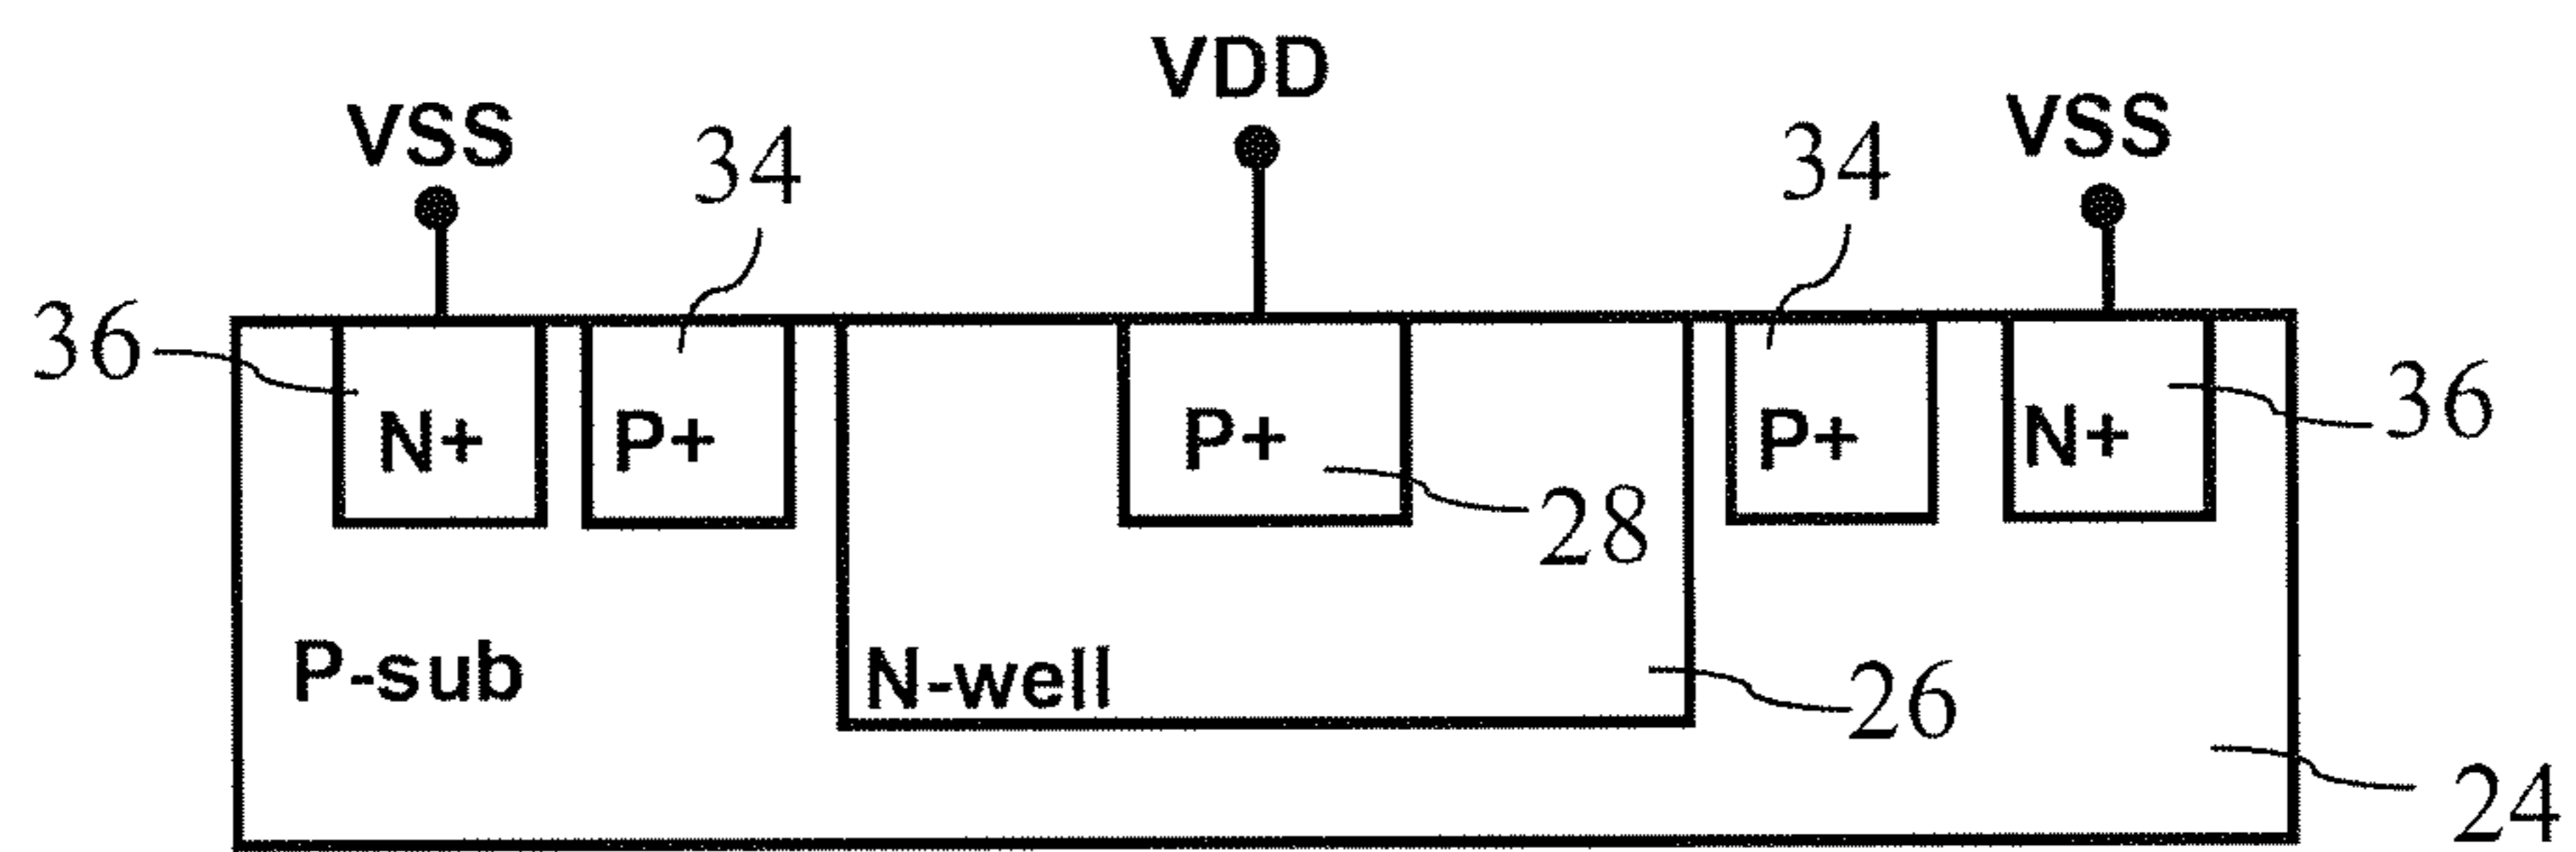 VDD
VSS 34 34 VSS
36 N+ P+ P+ P+ N+ 36
28
P-sub N-well 26
24